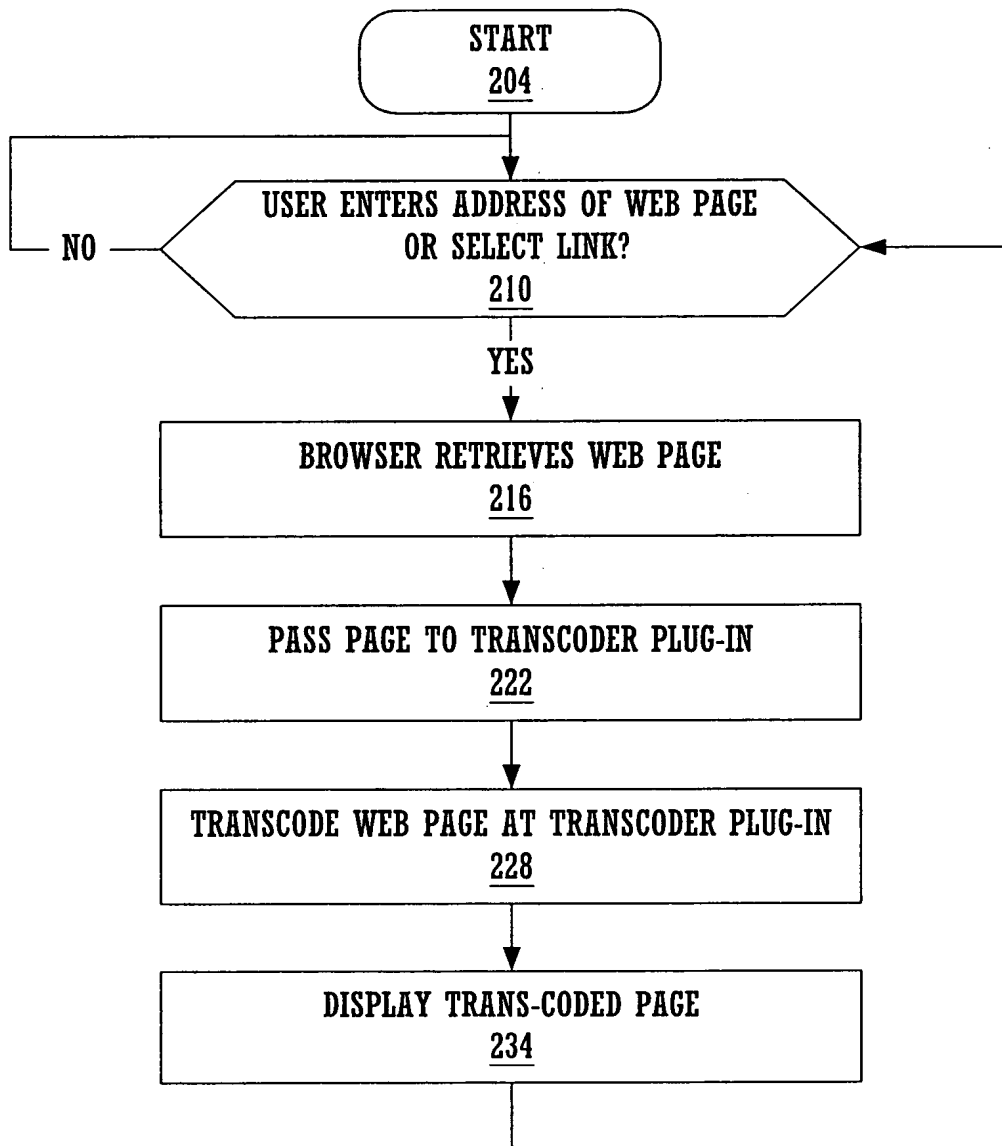 START
204
USER ENTERS ADDRESS OF WEB PAGE
OR SELECT LINK?
210
NO
YES
BROWSER RETRIEVES WEB PAGE
216
PASS PAGE TO TRANSCODER PLUG-IN
222
TRANSCODE WEB PAGE AT TRANSCODER PLUG-IN
228
DISPLAY TRANS-CODED PAGE
234